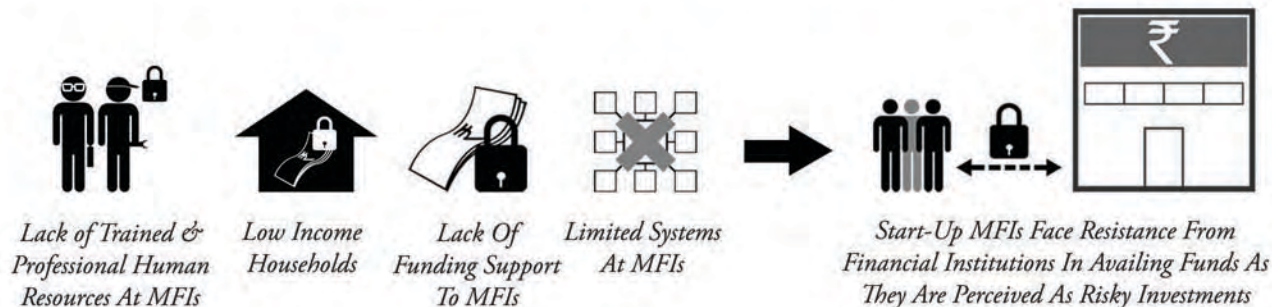 ₹
Lack of Trained &
Professional Human
Resources At MFIs
Low Income
Households
Lack Of
Funding Support
To MFIs
Limited Systems
At MFIs
Start-Up MFIs Face Resistance From
Financial Institutions In Availing Funds As
They Are Perceived As Risky Investments